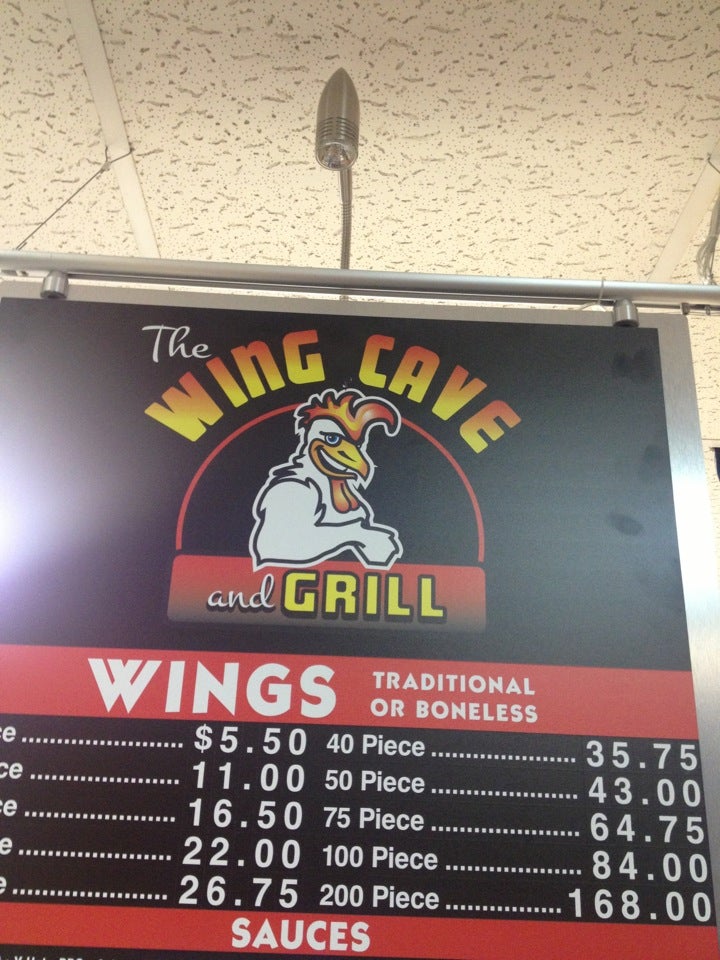 The
WING CAVE
and GRILL
WINGS TRADITIONAL
OR BONELESS
$5.50 40 Piece 35.75
11.00 50 Piece 43.00
16.50 75 Piece 64.75
22.00 100 Piece 84.00
26.75 200 Piece 168.00
SAUCES